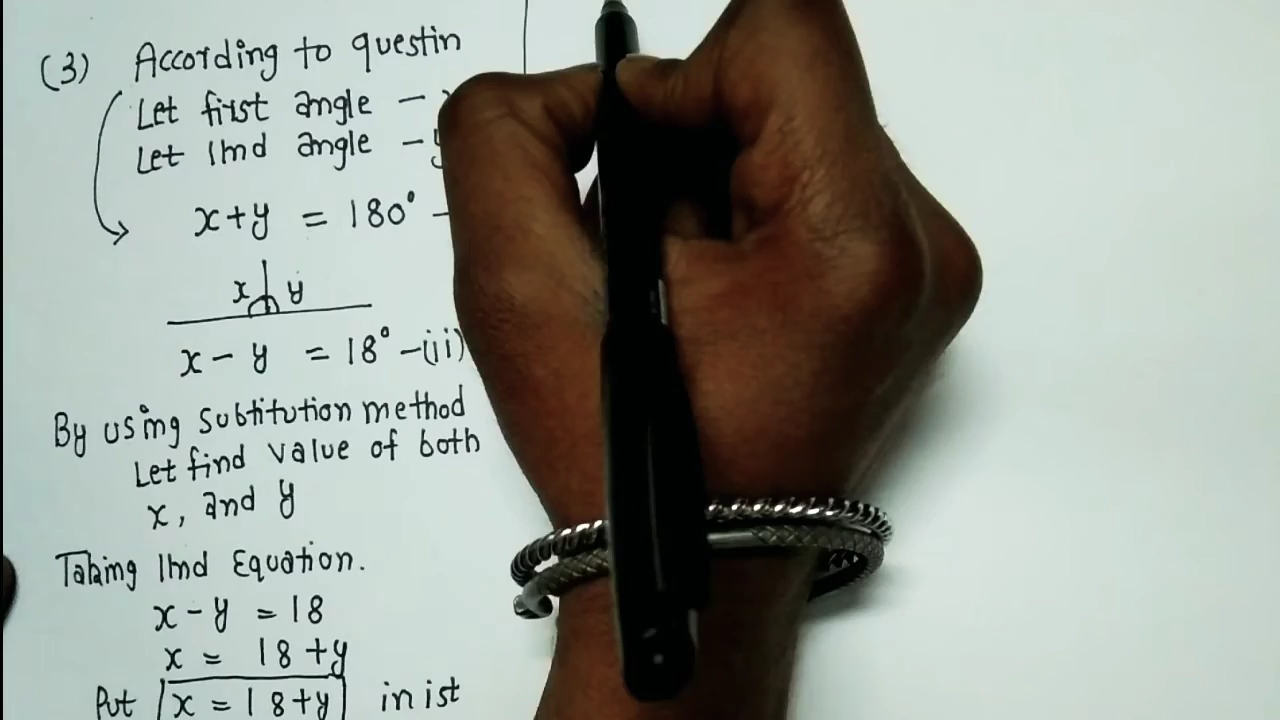 (3) According to questin
Let first angle –
Let IInd angle – y
x+y = 180° –
x y
x – y = 18° –(ii)
By using subtitution method
Let find value of both
x, and y
Taking IInd Equation.
x – y = 18
x = 18 + y
Put x = 18+y in ist